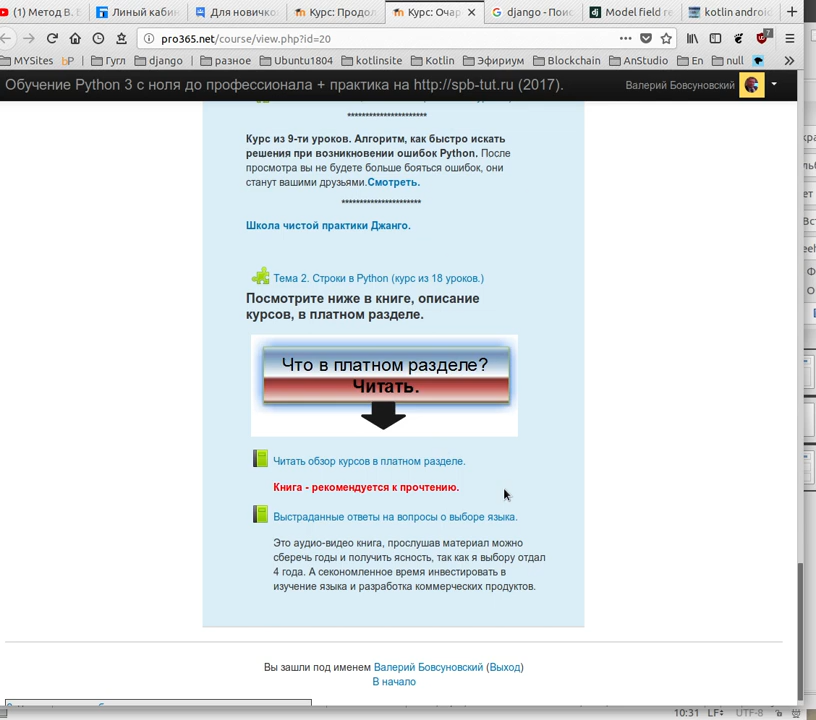 (1) Метод В. Б
Линый кабин
Для новичко
Курс: Продол
Курс: Очар
django - Пои
Model field re
kotlin android
pro365.net/course/view.php?id=20
7
MYSites
bP
Гугл
django
разное
Ubuntu1804
kotlinsite
Kotlin
Эфириум
Blockchain
AnStudio
En
null
Обучение Python 3 с ноля до профессионала + практика на http://spb-tut.ru (2017).
Валерий Бовсуновский
**********************
Курс из 9-ти уроков. Алгоритм, как быстро искать
решения при возникновении ошибок Python. После
просмотра вы не будете больше бояться ошибок, они
станут вашими друзьями.Смотреть.
**********************
Школа чистой практики Джанго.
Тема 2. Строки в Python (курс из 18 уроков.)
Посмотрите ниже в книге, описание
курсов, в платном разделе.
Что в платном разделе?
Читать.
Читать обзор курсов в платном разделе.
Книга - рекомендуется к прочтению.
Выстраданные ответы на вопросы о выборе языка.
Это аудио-видео книга, прослушав материал можно
сберечь годы и получить ясность, так как я выбору отдал
4 года. А секономленное время инвестировать в
изучение языка и разработка коммерческих продуктов.
Вы зашли под именем Валерий Бовсуновский (Выход)
В начало
10:31 LF UTF-8